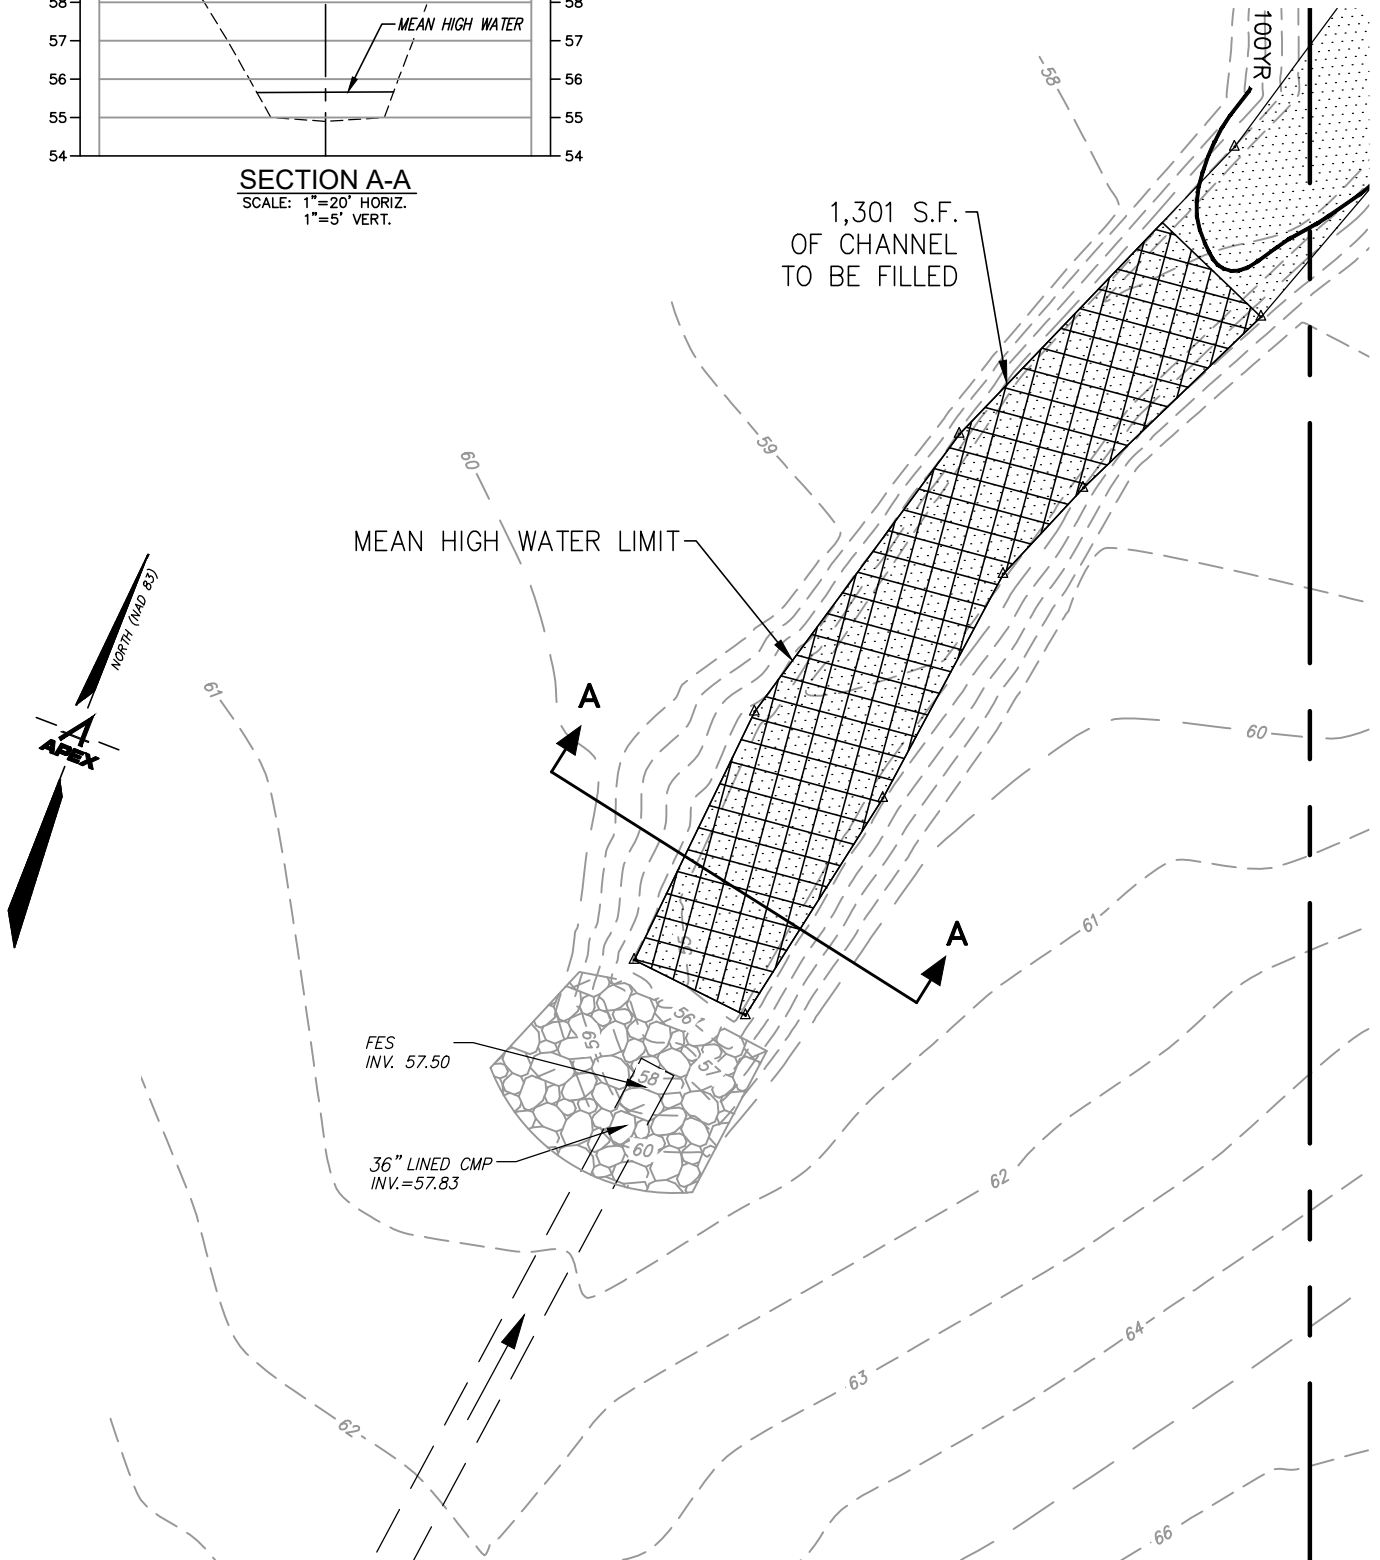 58
58
MEAN HIGH WATER
57
57
56
56
55
55
54
54
SECTION A-A
SCALE: 1"=20' HORIZ.
1"=5' VERT.
100YR
58
1,301 S.F.
OF CHANNEL
TO BE FILLED
59
60
MEAN HIGH WATER LIMIT
NORTH (NAD 83)
61
A
APEX
60
61
A
56
59
57
58
FES
INV. 57.50
36" LINED CMP
INV.=57.83
60
62
64
63
62
66